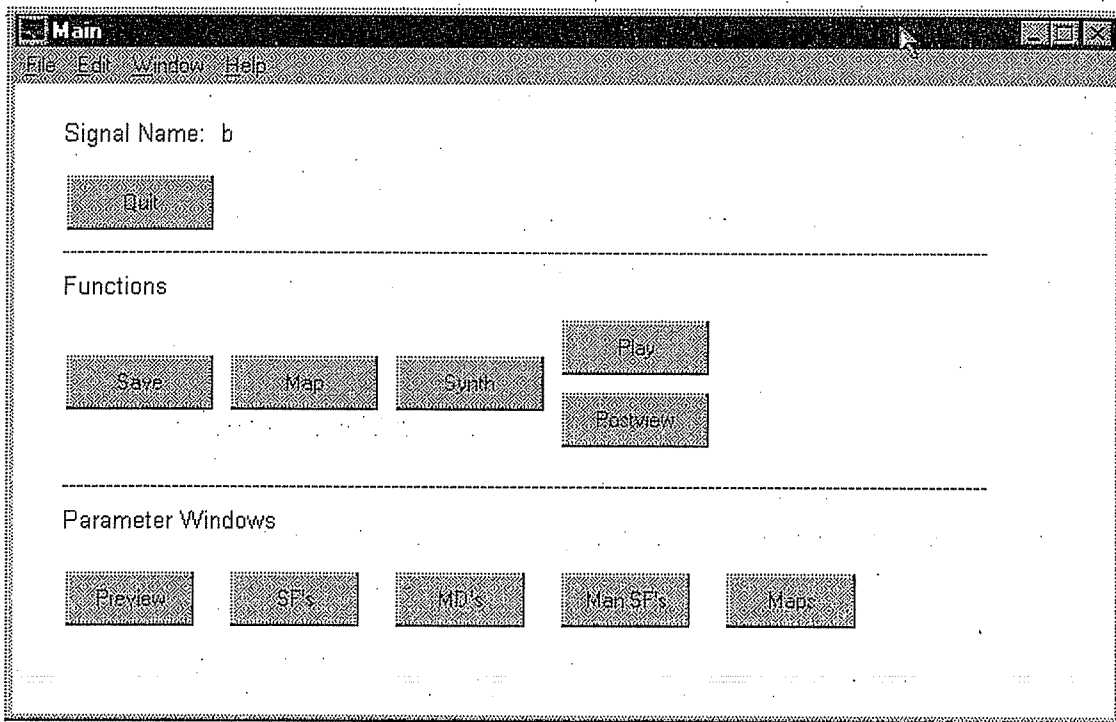 Main
File Edit Window Help
Signal Name: b
Quit
Functions
Play
Save Map Synth
Postview
Parameter Windows
Preview SF's MD's Man SF's Maps